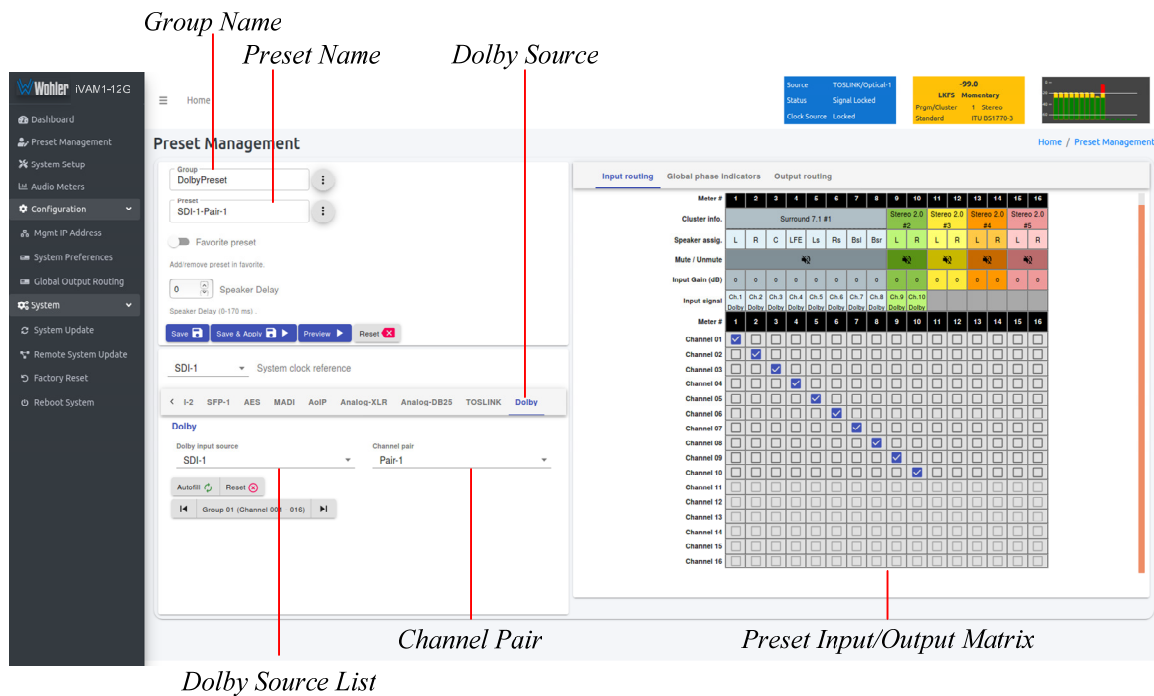 Group Name
Preset Name
Dolby Source
Wohler iVAM1-12G
Dashboard
Preset Management
System Setup
Audio Meters
Configuration
Mgmt IP Address
System Preferences
Global Output Routing
System
System Update
Remote System Update
Factory Reset
Reboot System
Home
Source TOSLINK/Optical-1
Status Signal Locked
Clock Source Locked
-99.0
LKFS Momentary
Prgm/Cluster 1 Stereo
Standard ITU BS1770-3
Preset Management
Home / Preset Management
Group
DolbyPreset
Preset
SDI-1-Pair-1
Favorite preset
Add/remove preset in favorite.
0 Speaker Delay
Speaker Delay (0-170 ms) .
Save Save & Apply Preview Reset
SDI-1 System clock reference
I-2 SFP-1 AES MADI AoIP Analog-XLR Analog-DB25 TOSLINK Dolby
Dolby
Dolby input source
SDI-1
Channel pair
Pair-1
Autofill Reset
Group 01 (Channel 001 016)
Input routing Global phase indicators Output routing
Meter # 1 2 3 4 5 6 7 8 9 10 11 12 13 14 15 16
Cluster info. Surround 7.1 #1 Stereo 2.0 #2 Stereo 2.0 #3 Stereo 2.0 #4 Stereo 2.0 #5
Speaker assig. L R C LFE Ls Rs Bsl Bsr L R L R L R L R
Mute / Unmute
Input Gain (dB) 0 0 0 0 0 0 0 0 0 0 0 0 0 0 0 0
Input signal Ch.1 Dolby Ch.2 Dolby Ch.3 Dolby Ch.4 Dolby Ch.5 Dolby Ch.6 Dolby Ch.7 Dolby Ch.8 Dolby Ch.9 Dolby Ch.10 Dolby
Meter # 1 2 3 4 5 6 7 8 9 10 11 12 13 14 15 16
Channel 01
Channel 02
Channel 03
Channel 04
Channel 05
Channel 06
Channel 07
Channel 08
Channel 09
Channel 10
Channel 11
Channel 12
Channel 13
Channel 14
Channel 15
Channel 16
Channel Pair
Preset Input/Output Matrix
Dolby Source List